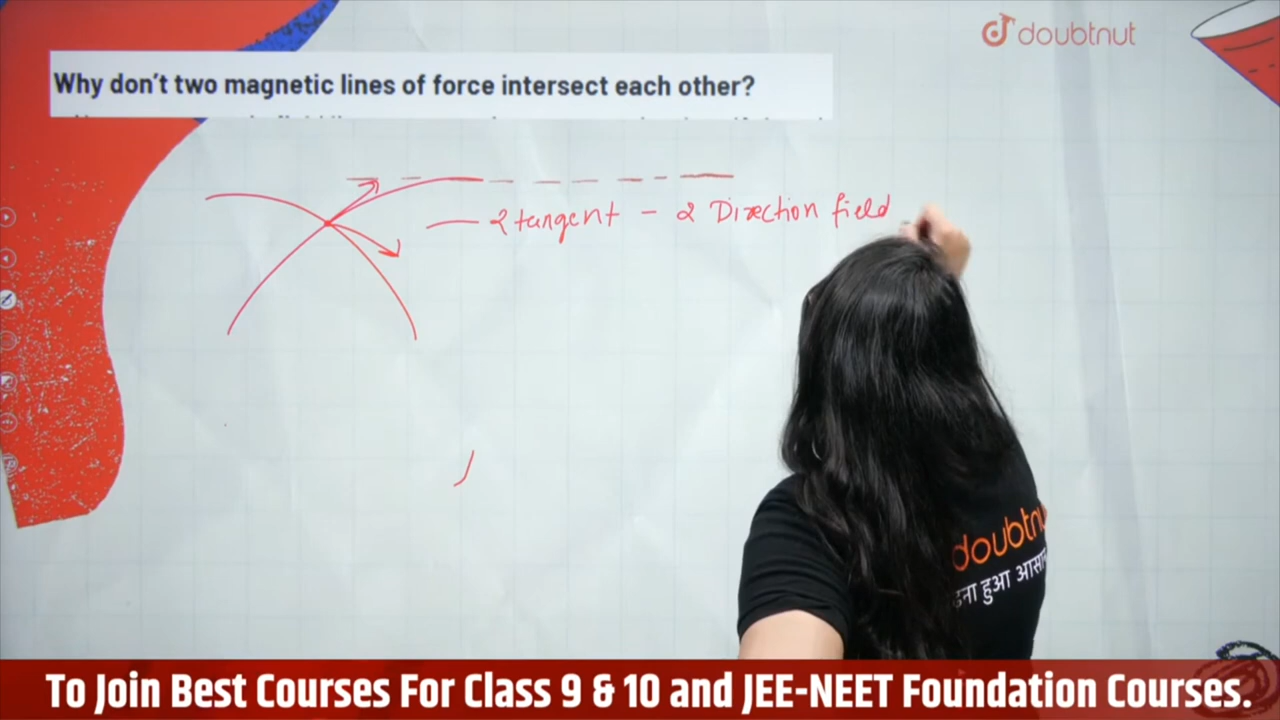 doubtnut
Why don't two magnetic lines of force intersect each other?
2 tangent - 2 Direction field
doubtnu
To Join Best Courses For Class 9 & 10 and JEE-NEET Foundation Courses.